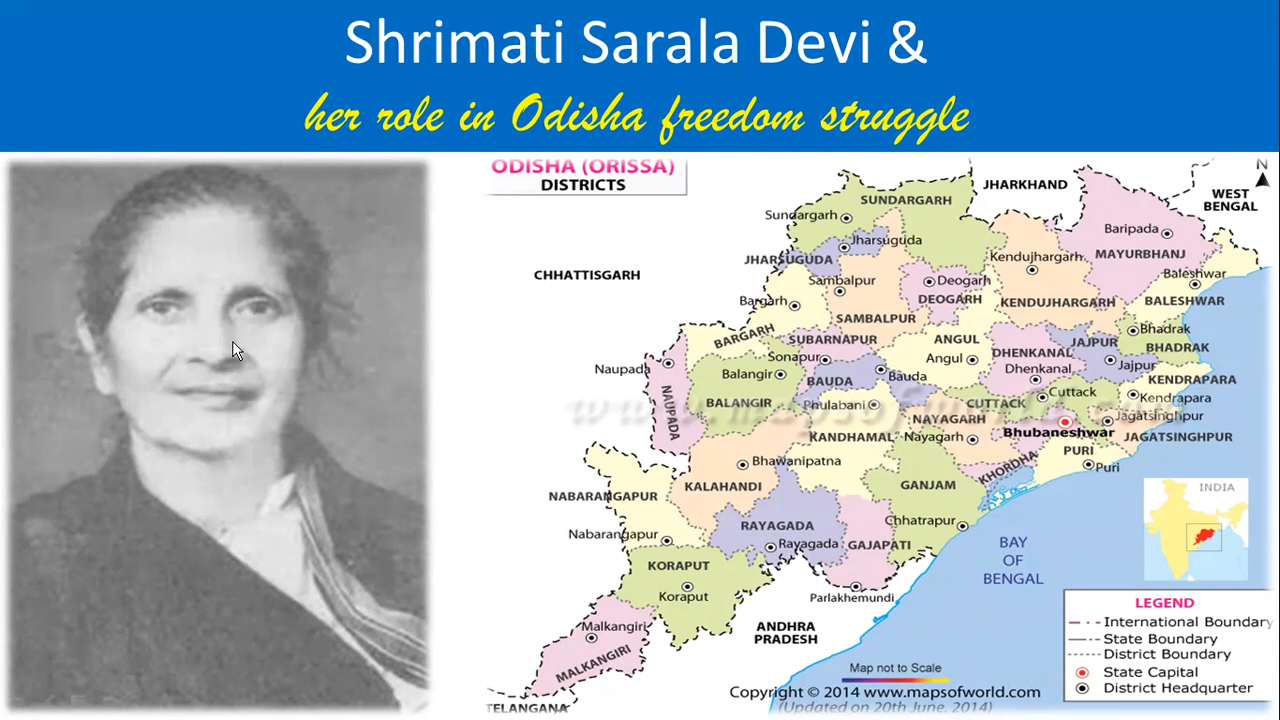 Shrimati Sarala Devi &
her role in Odisha freedom struggle
ODISHA (ORISSA)
DISTRICTS
N
JHARKHAND
WEST
BENGAL
CHHATTISGARH
SUNDARGARH
Sundargarh
Jharsuguda
JHARSUGUDA
Baripada
MAYURBHANJ
Kendujhargarh
KENDUJHARGARH
Baleshwar
BALESHWAR
Sambalpur
SAMBALPUR
Deogarh
DEOGARH
Bargarh
BARGARH
SUBARNAPUR
Sonapur
ANGUL
Angul
DHENKANAL
Dhenkanal
JAJPUR
Jajpur
Bhadrak
BHADRAK
Naupada
NAUPADA
Balangir
BALANGIR
BAUDA
Bauda
Phulabani
KANDHAMAL
CUTTACK
Cuttack
KENDRAPARA
Kendrapara
Jagatsinghpur
JAGATSINGHPUR
NAYAGARH
Nayagarh
Bhubaneshwar
KHORDHA
PURI
Puri
www.mapsofworld.com
Bhawanipatna
KALAHANDI
GANJAM
Chhatrapur
NABARANGAPUR
Nabarangapur
RAYAGADA
Rayagada
GAJAPATI
Parlakhemundi
KORAPUT
Koraput
Malkangiri
MALKANGIRI
ANDHRA
PRADESH
TELANGANA
BAY
OF
BENGAL
INDIA
LEGEND
International Boundary
State Boundary
District Boundary
State Capital
District Headquarter
Map not to Scale
Copyright © 2014 www.mapsofworld.com
(Updated on 20th June, 2014)